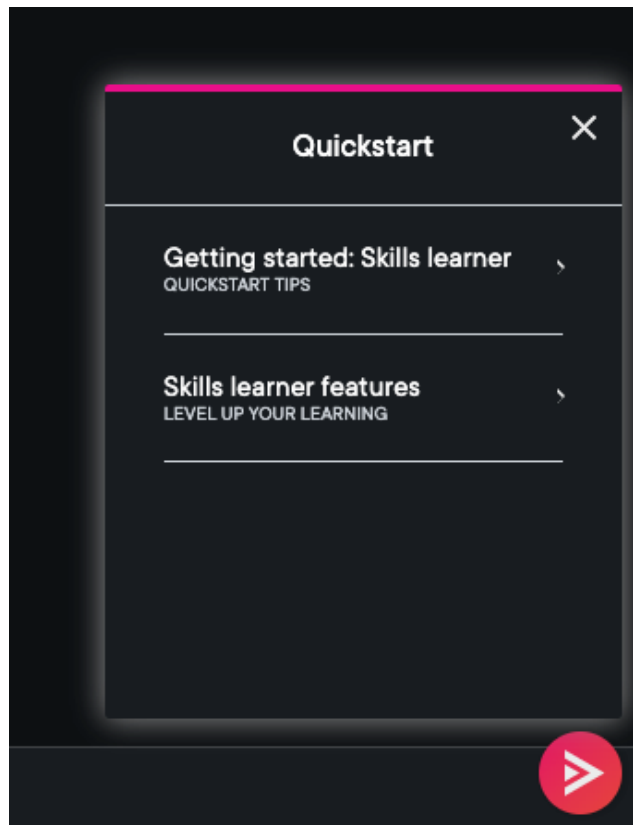 Quickstart
Getting started: Skills learner
QUICKSTART TIPS
Skills learner features
LEVEL UP YOUR LEARNING